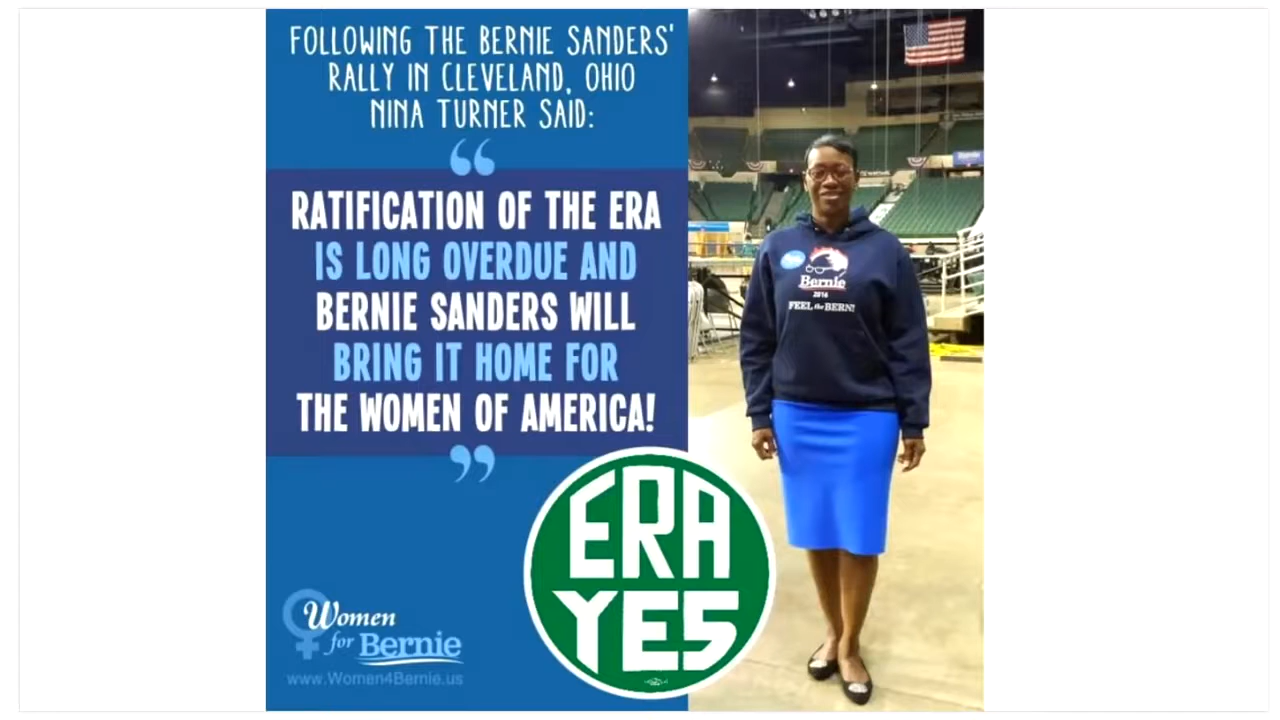 FOLLOWING THE BERNIE SANDERS'
RALLY IN CLEVELAND, OHIO
NINA TURNER SAID:
“
RATIFICATION OF THE ERA
IS LONG OVERDUE AND
BERNIE SANDERS WILL
BRING IT HOME FOR
THE WOMEN OF AMERICA!
”
Bernie
2016
FEEL the BERN!
ERA
YES
Women
for Bernie
www.Women4Bernie.us